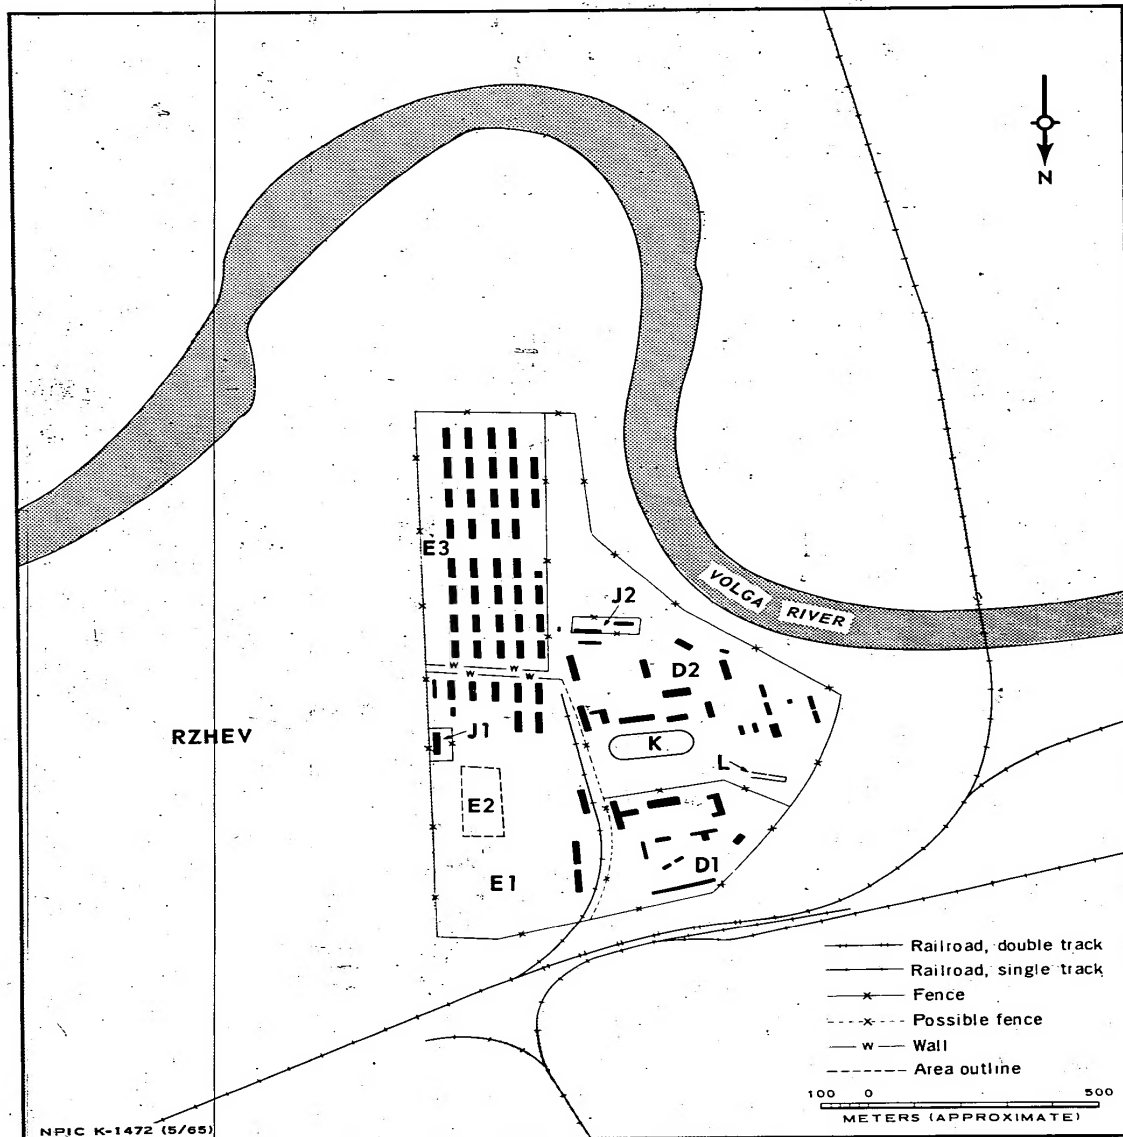 N
E3
J2
VOLGA
RIVER
D2
RZHEV
W
W
W
W
J1
K
L
E2
D1
E1
Railroad, double track
Railroad, single track
Fence
Possible fence
W Wall
Area outline
100 0 500
METERS (APPROXIMATE)
NPIC K-1472 (5/65)